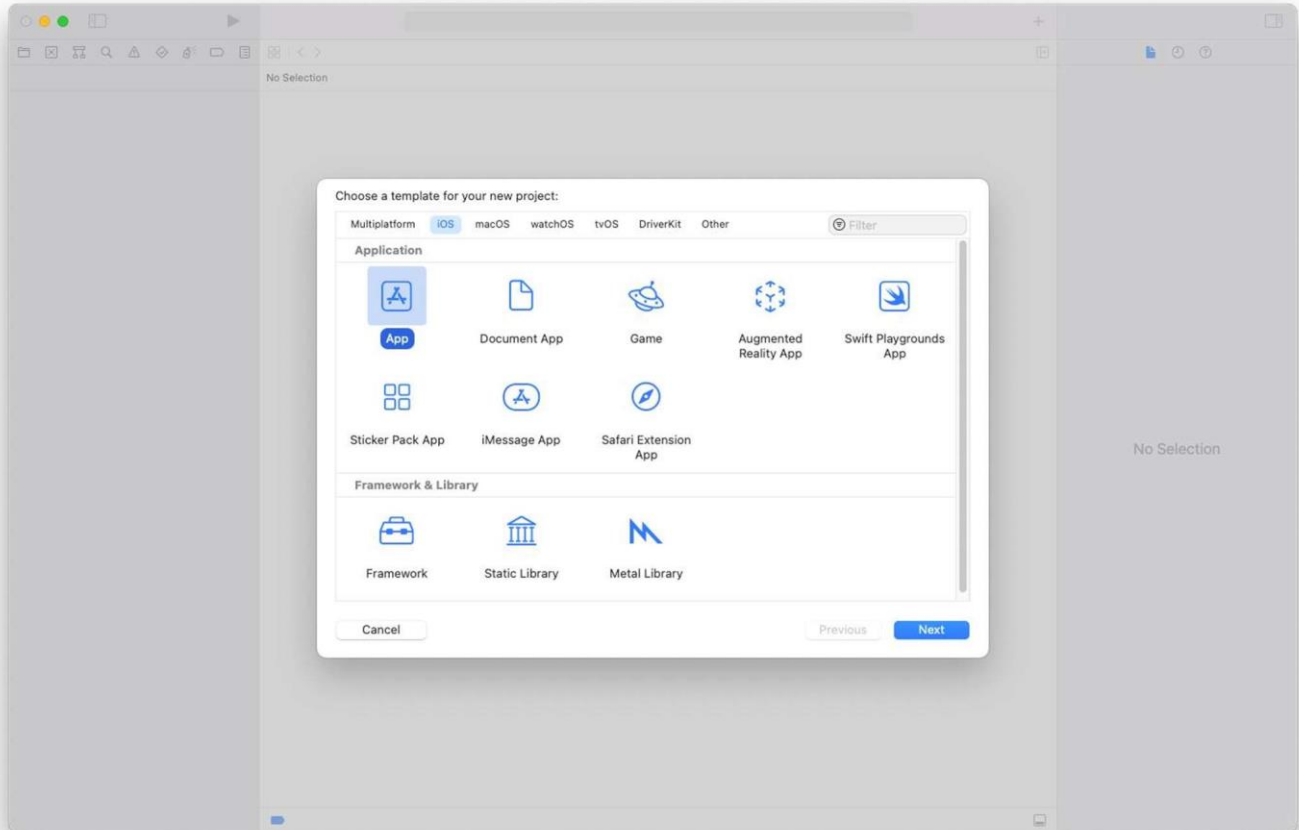 No Selection
Choose a template for your new project:
Multiplatform iOS macOS watchOS tvOS DriverKit Other Filter
Application
App Document App Game Augmented Reality App Swift Playgrounds App
Sticker Pack App iMessage App Safari Extension App
No Selection
Framework & Library
Framework Static Library Metal Library
Cancel Previous Next